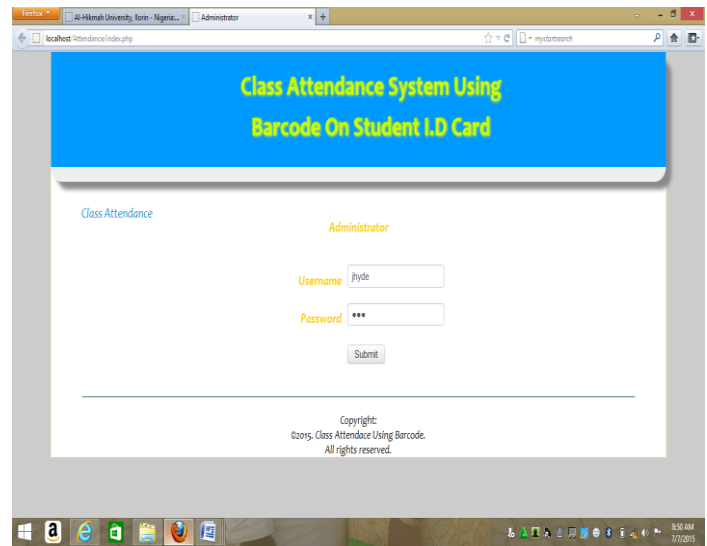 Firefox
Al-Hikmah University, Ilorin - Nigeria:... × Administrator × +
localhost/Attendance/index.php
mystartsearch
Class Attendance System Using
Barcode On Student I.D Card
Class Attendance
Administrator
Username jhyde
Password •••
Submit
Copyright:
©2015. Class Attendace Using Barcode.
All rights reserved.
8:50 AM
7/7/2015